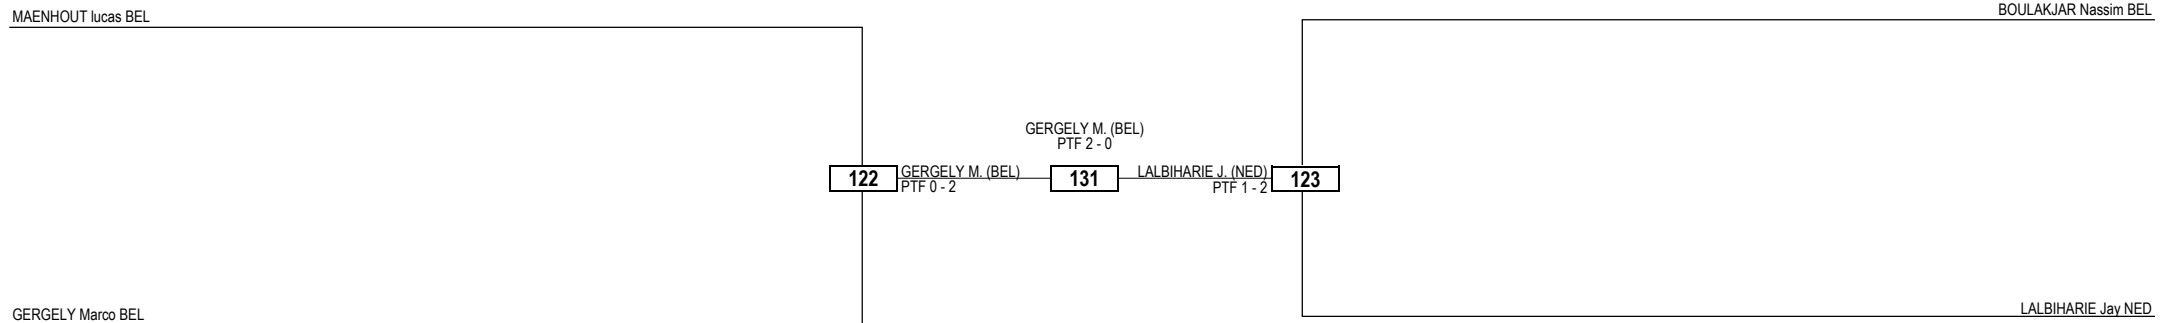 MAENHOUT lucas BEL
BOULAKJAR Nassim BEL
GERGELY M. (BEL)
PTF 2 - 0
122
GERGELY M. (BEL)
PTF 0 - 2
131
LALBIHARIE J. (NED)
PTF 1 - 2
123
GERGELY Marco BEL
LALBIHARIE Jay NED